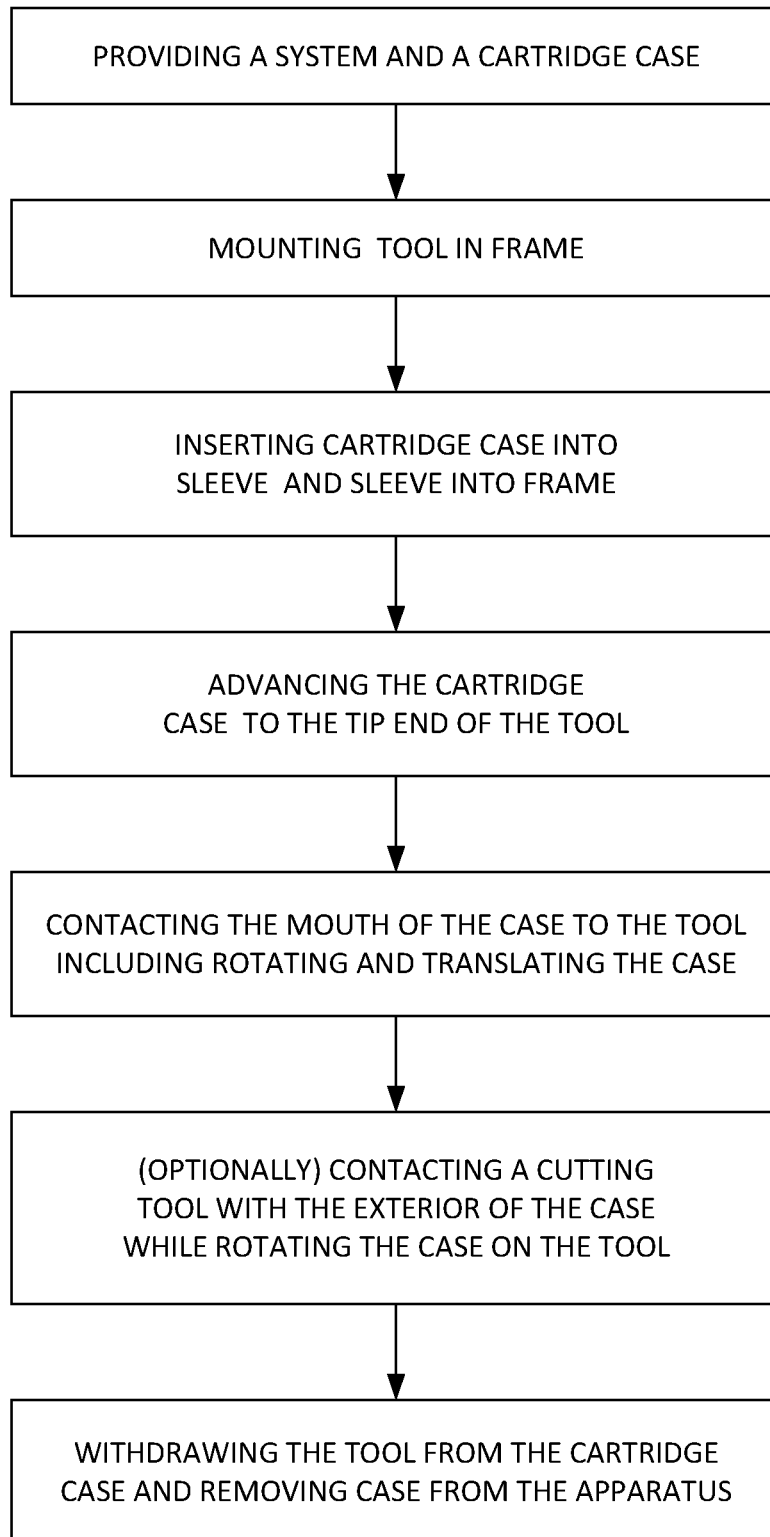 PROVIDING A SYSTEM AND A CARTRIDGE CASE
MOUNTING TOOL IN FRAME
INSERTING CARTRIDGE CASE INTO
SLEEVE AND SLEEVE INTO FRAME
ADVANCING THE CARTRIDGE
CASE TO THE TIP END OF THE TOOL
CONTACTING THE MOUTH OF THE CASE TO THE TOOL
INCLUDING ROTATING AND TRANSLATING THE CASE
(OPTIONALLY) CONTACTING A CUTTING
TOOL WITH THE EXTERIOR OF THE CASE
WHILE ROTATING THE CASE ON THE TOOL
WITHDRAWING THE TOOL FROM THE CARTRIDGE
CASE AND REMOVING CASE FROM THE APPARATUS